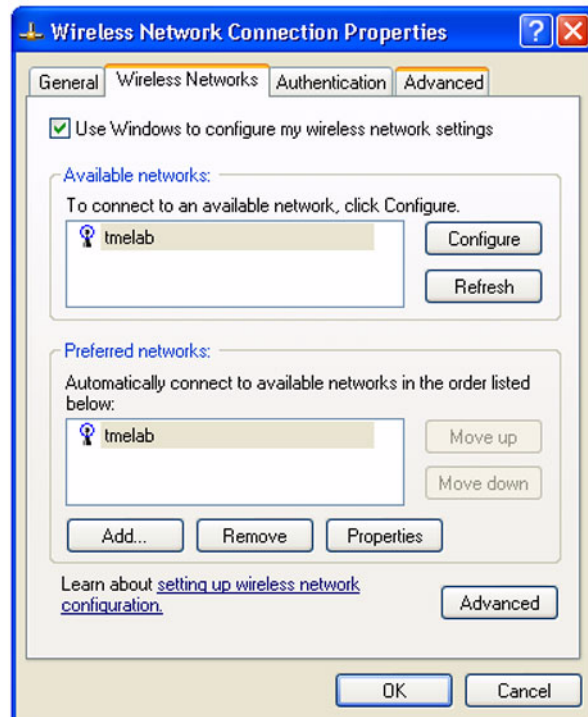 Wireless Network Connection Properties
General Wireless Networks Authentication Advanced
Use Windows to configure my wireless network settings
Available networks:
To connect to an available network, click Configure.
tmelab
Configure
Refresh
Preferred networks:
Automatically connect to available networks in the order listed
below:
tmelab
Move up
Move down
Add... Remove Properties
Learn about setting up wireless network
configuration.
Advanced
OK Cancel